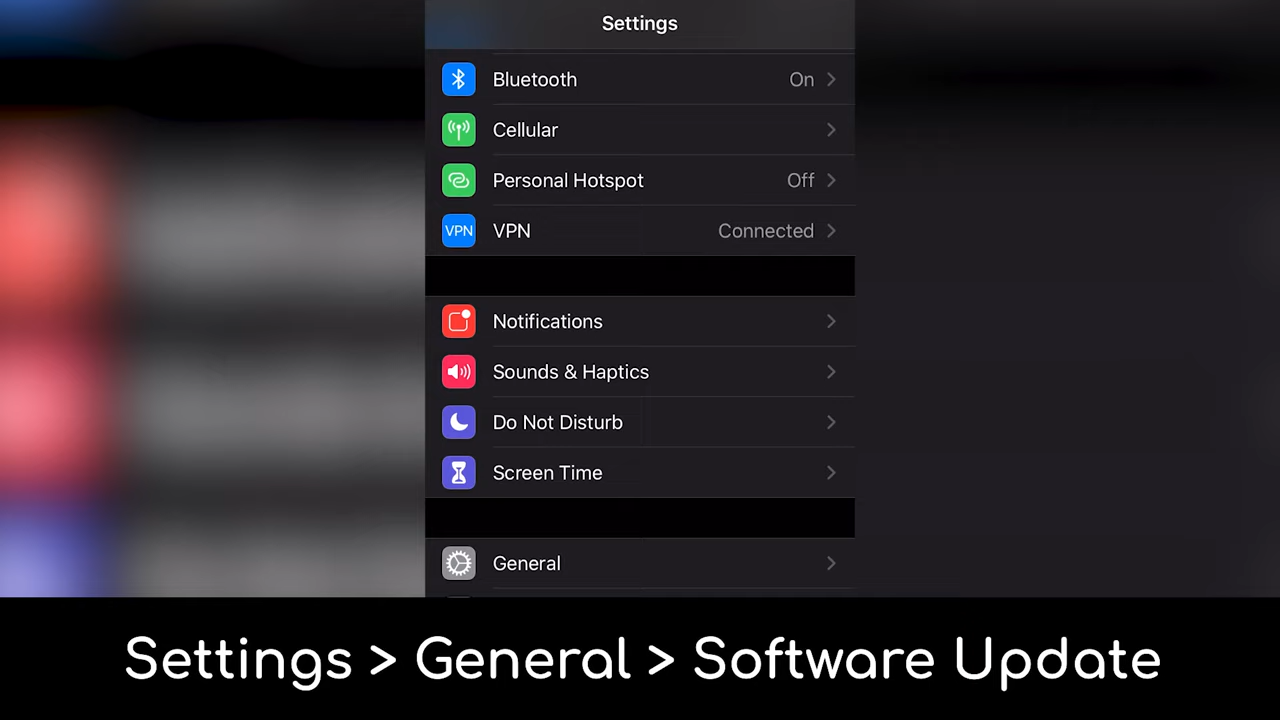 Settings
Bluetooth On
Cellular
Personal Hotspot Off
VPN VPN Connected
Notifications
Sounds & Haptics
Do Not Disturb
Screen Time
General
Settings > General > Software Update